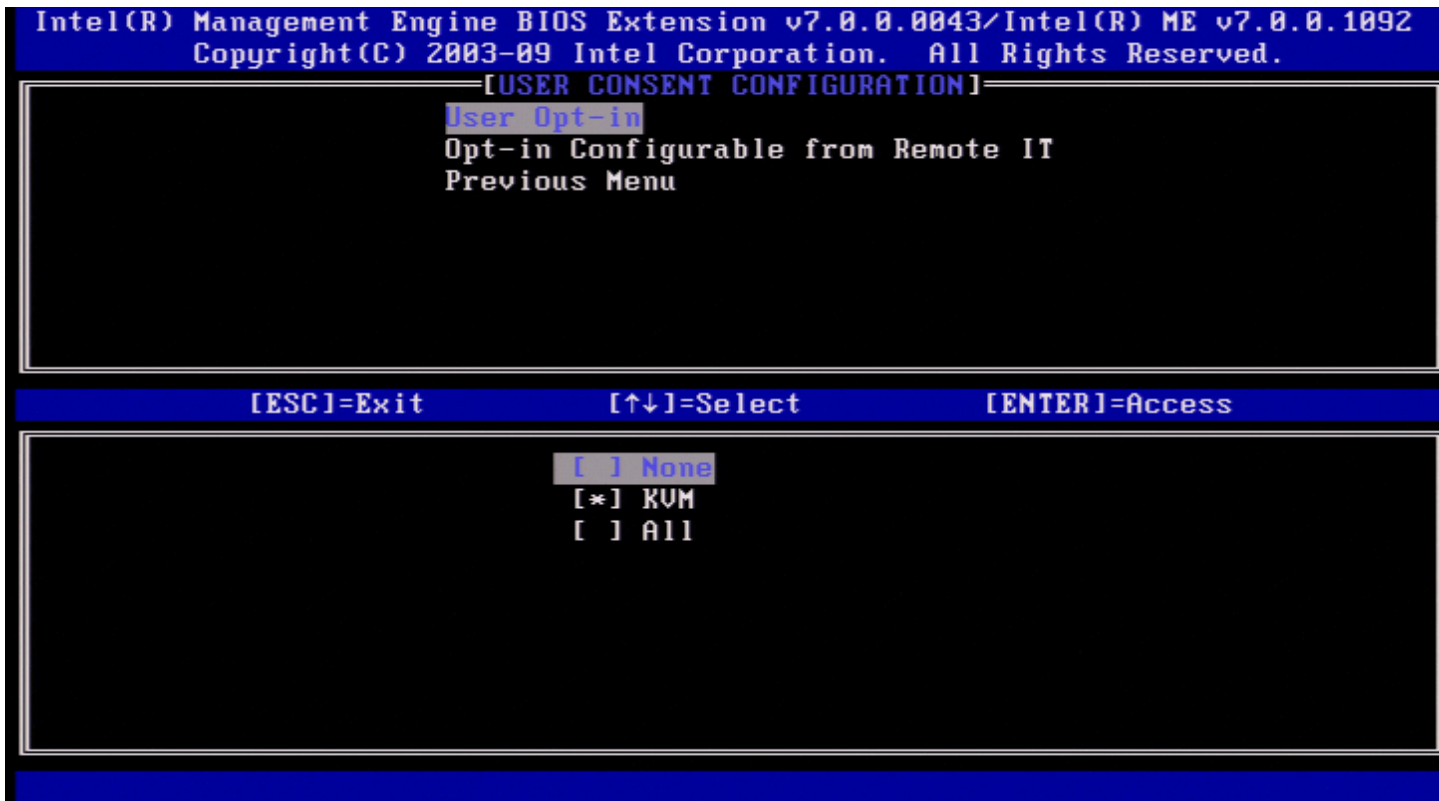 Intel(R) Management Engine BIOS Extension v7.0.0.0043/Intel(R) ME v7.0.0.1092
Copyright(C) 2003-09 Intel Corporation. All Rights Reserved.
[USER CONSENT CONFIGURATION]
User Opt-in
Opt-in Configurable from Remote IT
Previous Menu
[ESC]=Exit [↑↓]=Select [ENTER]=Access
[ ] None
[*] KVM
[ ] All